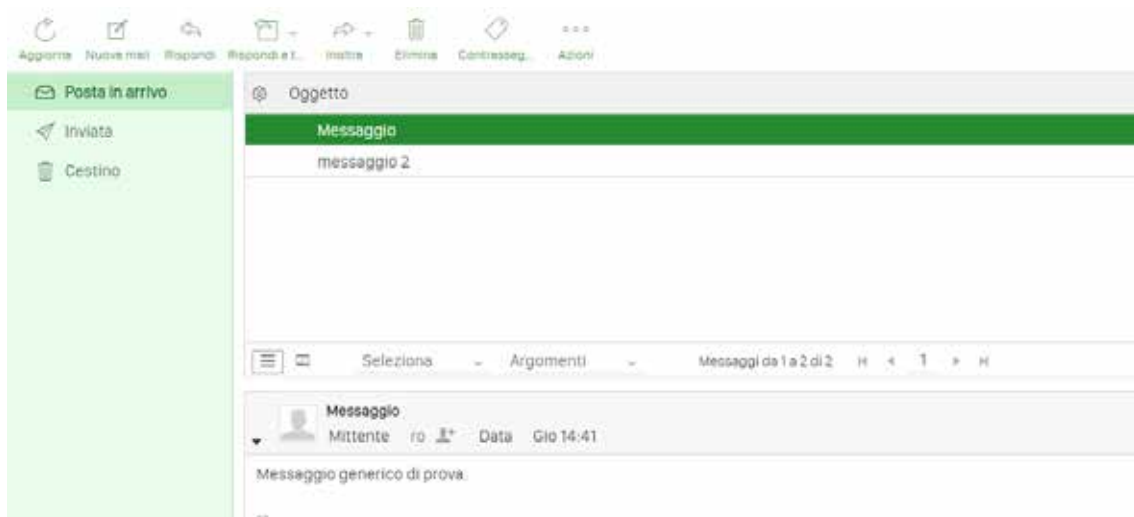 Aggiorna Nuova mail Rispondi Rispondi e t... Inoltra Elimina Contrasseg... Azioni
Posta in arrivo
Inviata
Cestino
Oggetto
Messaggio
messaggio 2
Seleziona Argomenti Messaggi da 1 a 2 di 2 1
Messaggio
Mittente ro Data Gio 14:41
Messaggio generico di prova.